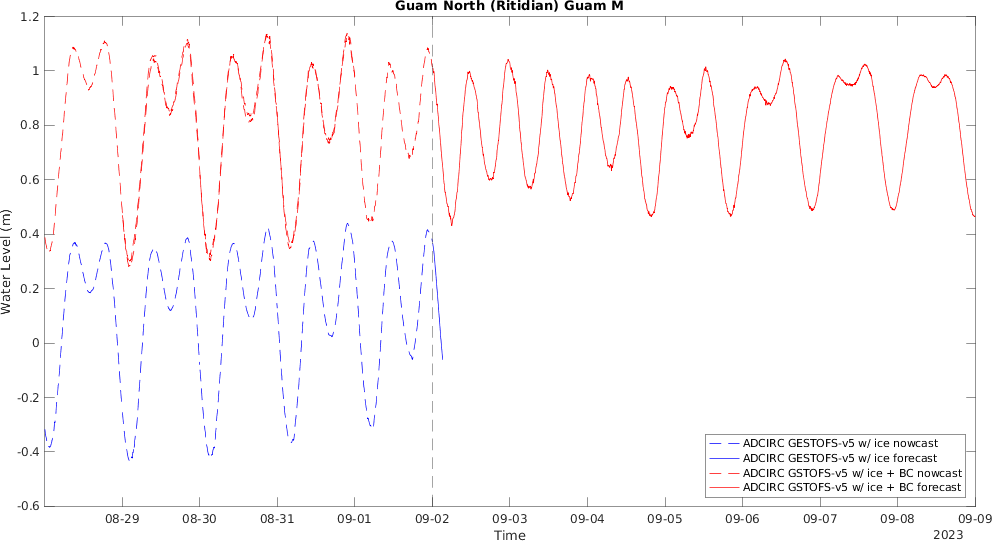 Guam North (Ritidian) Guam M
1.2
1
0.8
0.6
0.4
0.2
0
-0.2
-0.4
-0.6
Water Level (m)
ADCIRC GESTOFS-v5 w/ ice nowcast
ADCIRC GESTOFS-v5 w/ ice forecast
ADCIRC GSTOFS-v5 w/ ice + BC nowcast
ADCIRC GSTOFS-v5 w/ ice + BC forecast
08-29 08-30 08-31 09-01 09-02 09-03 09-04 09-05 09-06 09-07 09-08 09-09
Time
2023